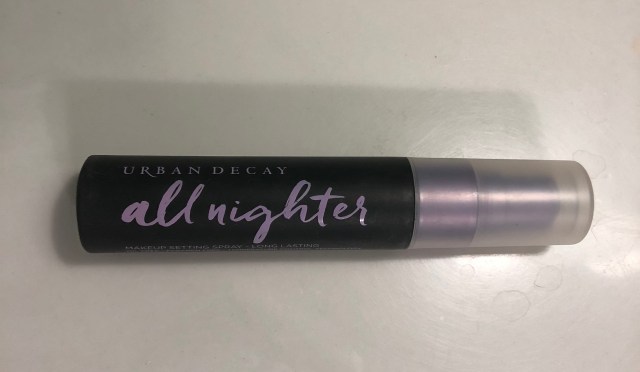 URBAN DECAY
all nighter
MAKEUP SETTING SPRAY · LONG LASTING